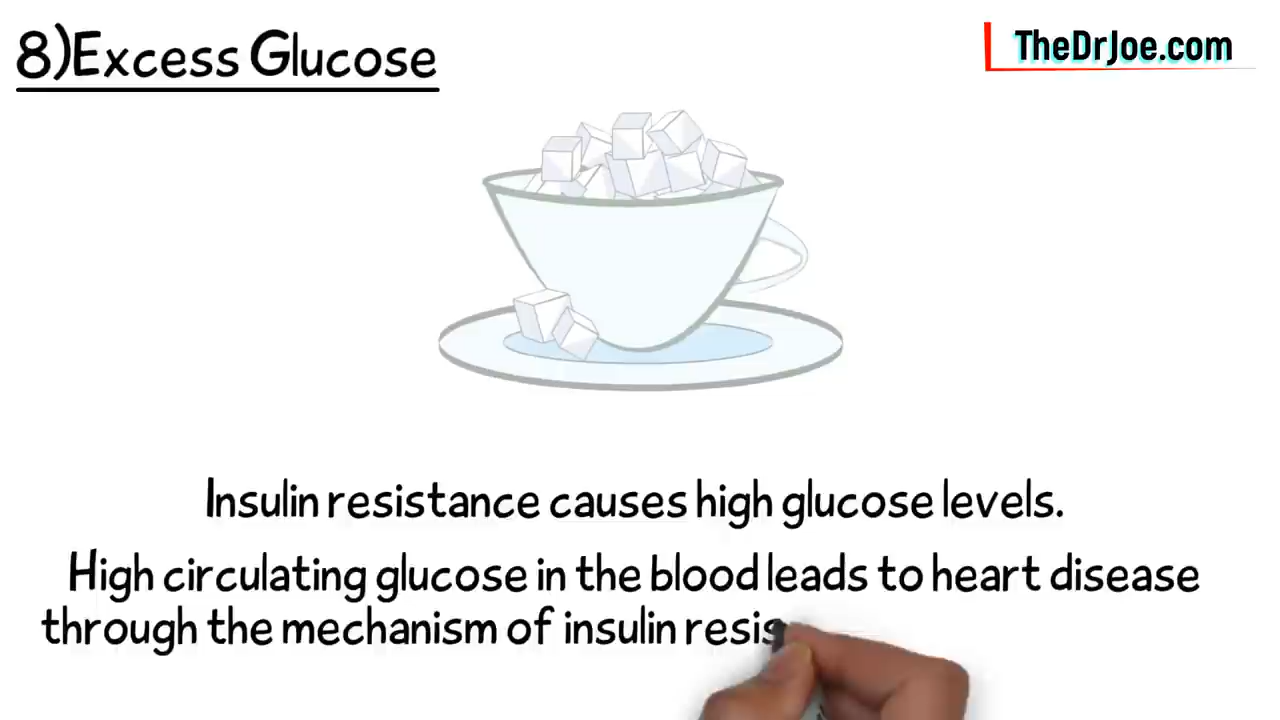 8)Excess Glucose
TheDrJoe.com
Insulin resistance causes high glucose levels.
High circulating glucose in the blood leads to heart disease
through the mechanism of insulin resis